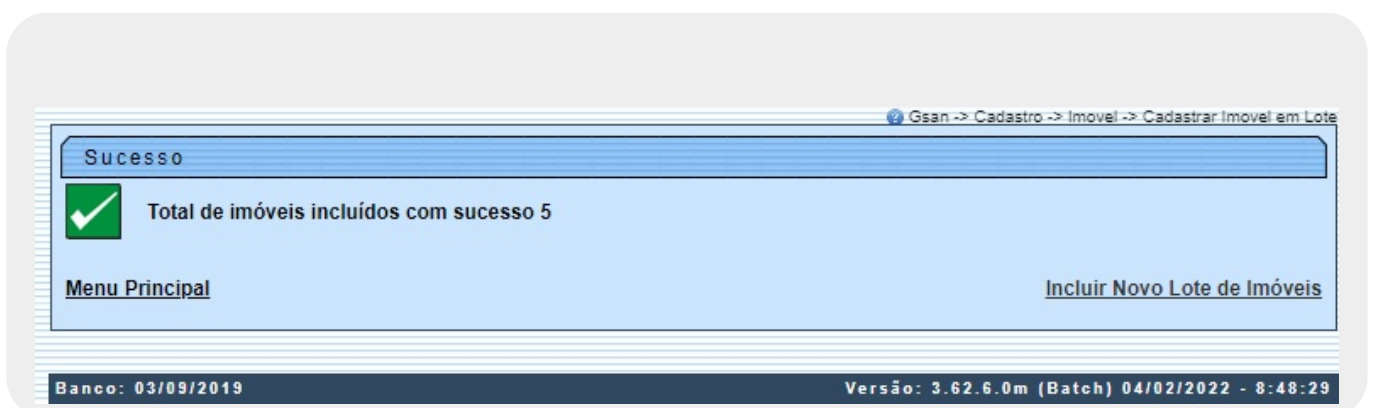 Gsan -> Cadastro -> Imovel -> Cadastrar Imovel em Lote
Sucesso
Total de imóveis incluídos com sucesso 5
Menu Principal
Incluir Novo Lote de Imóveis
Banco: 03/09/2019
Versão: 3.62.6.0m (Batch) 04/02/2022 - 8:48:29